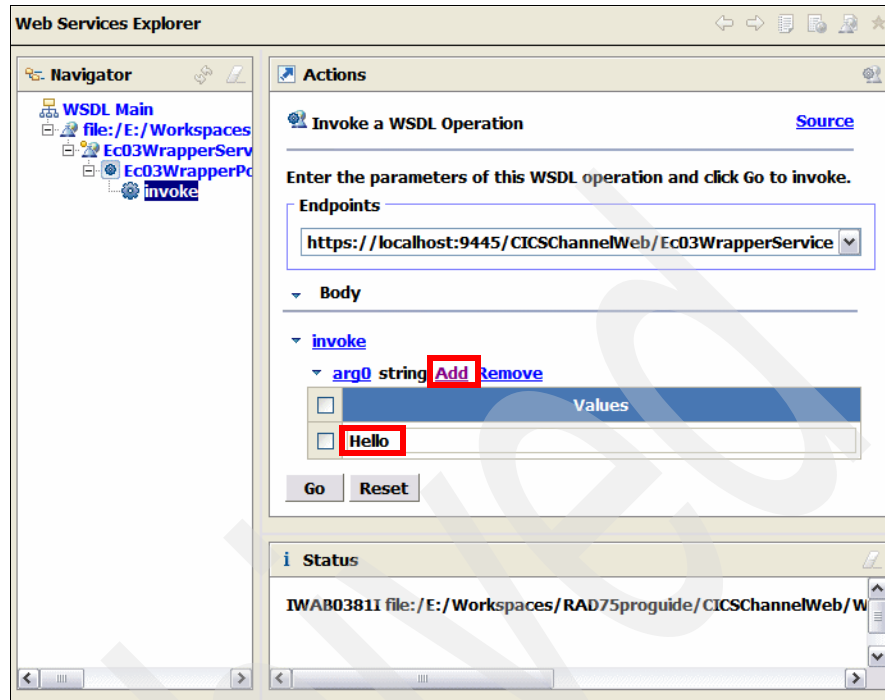 Web Services Explorer
Navigator
WSDL Main
file:/E:/Workspaces
Ec03WrapperServ
Ec03WrapperPo
invoke
Actions
Invoke a WSDL Operation
Source
Enter the parameters of this WSDL operation and click Go to invoke.
Endpoints
https://localhost:9445/CICSChannelWeb/Ec03WrapperService
Body
invoke
arg0 string Add Remove
Values
Hello
Go Reset
i Status
IWAB0381I file:/E:/Workspaces/RAD75proguide/CICSChannelWeb/W